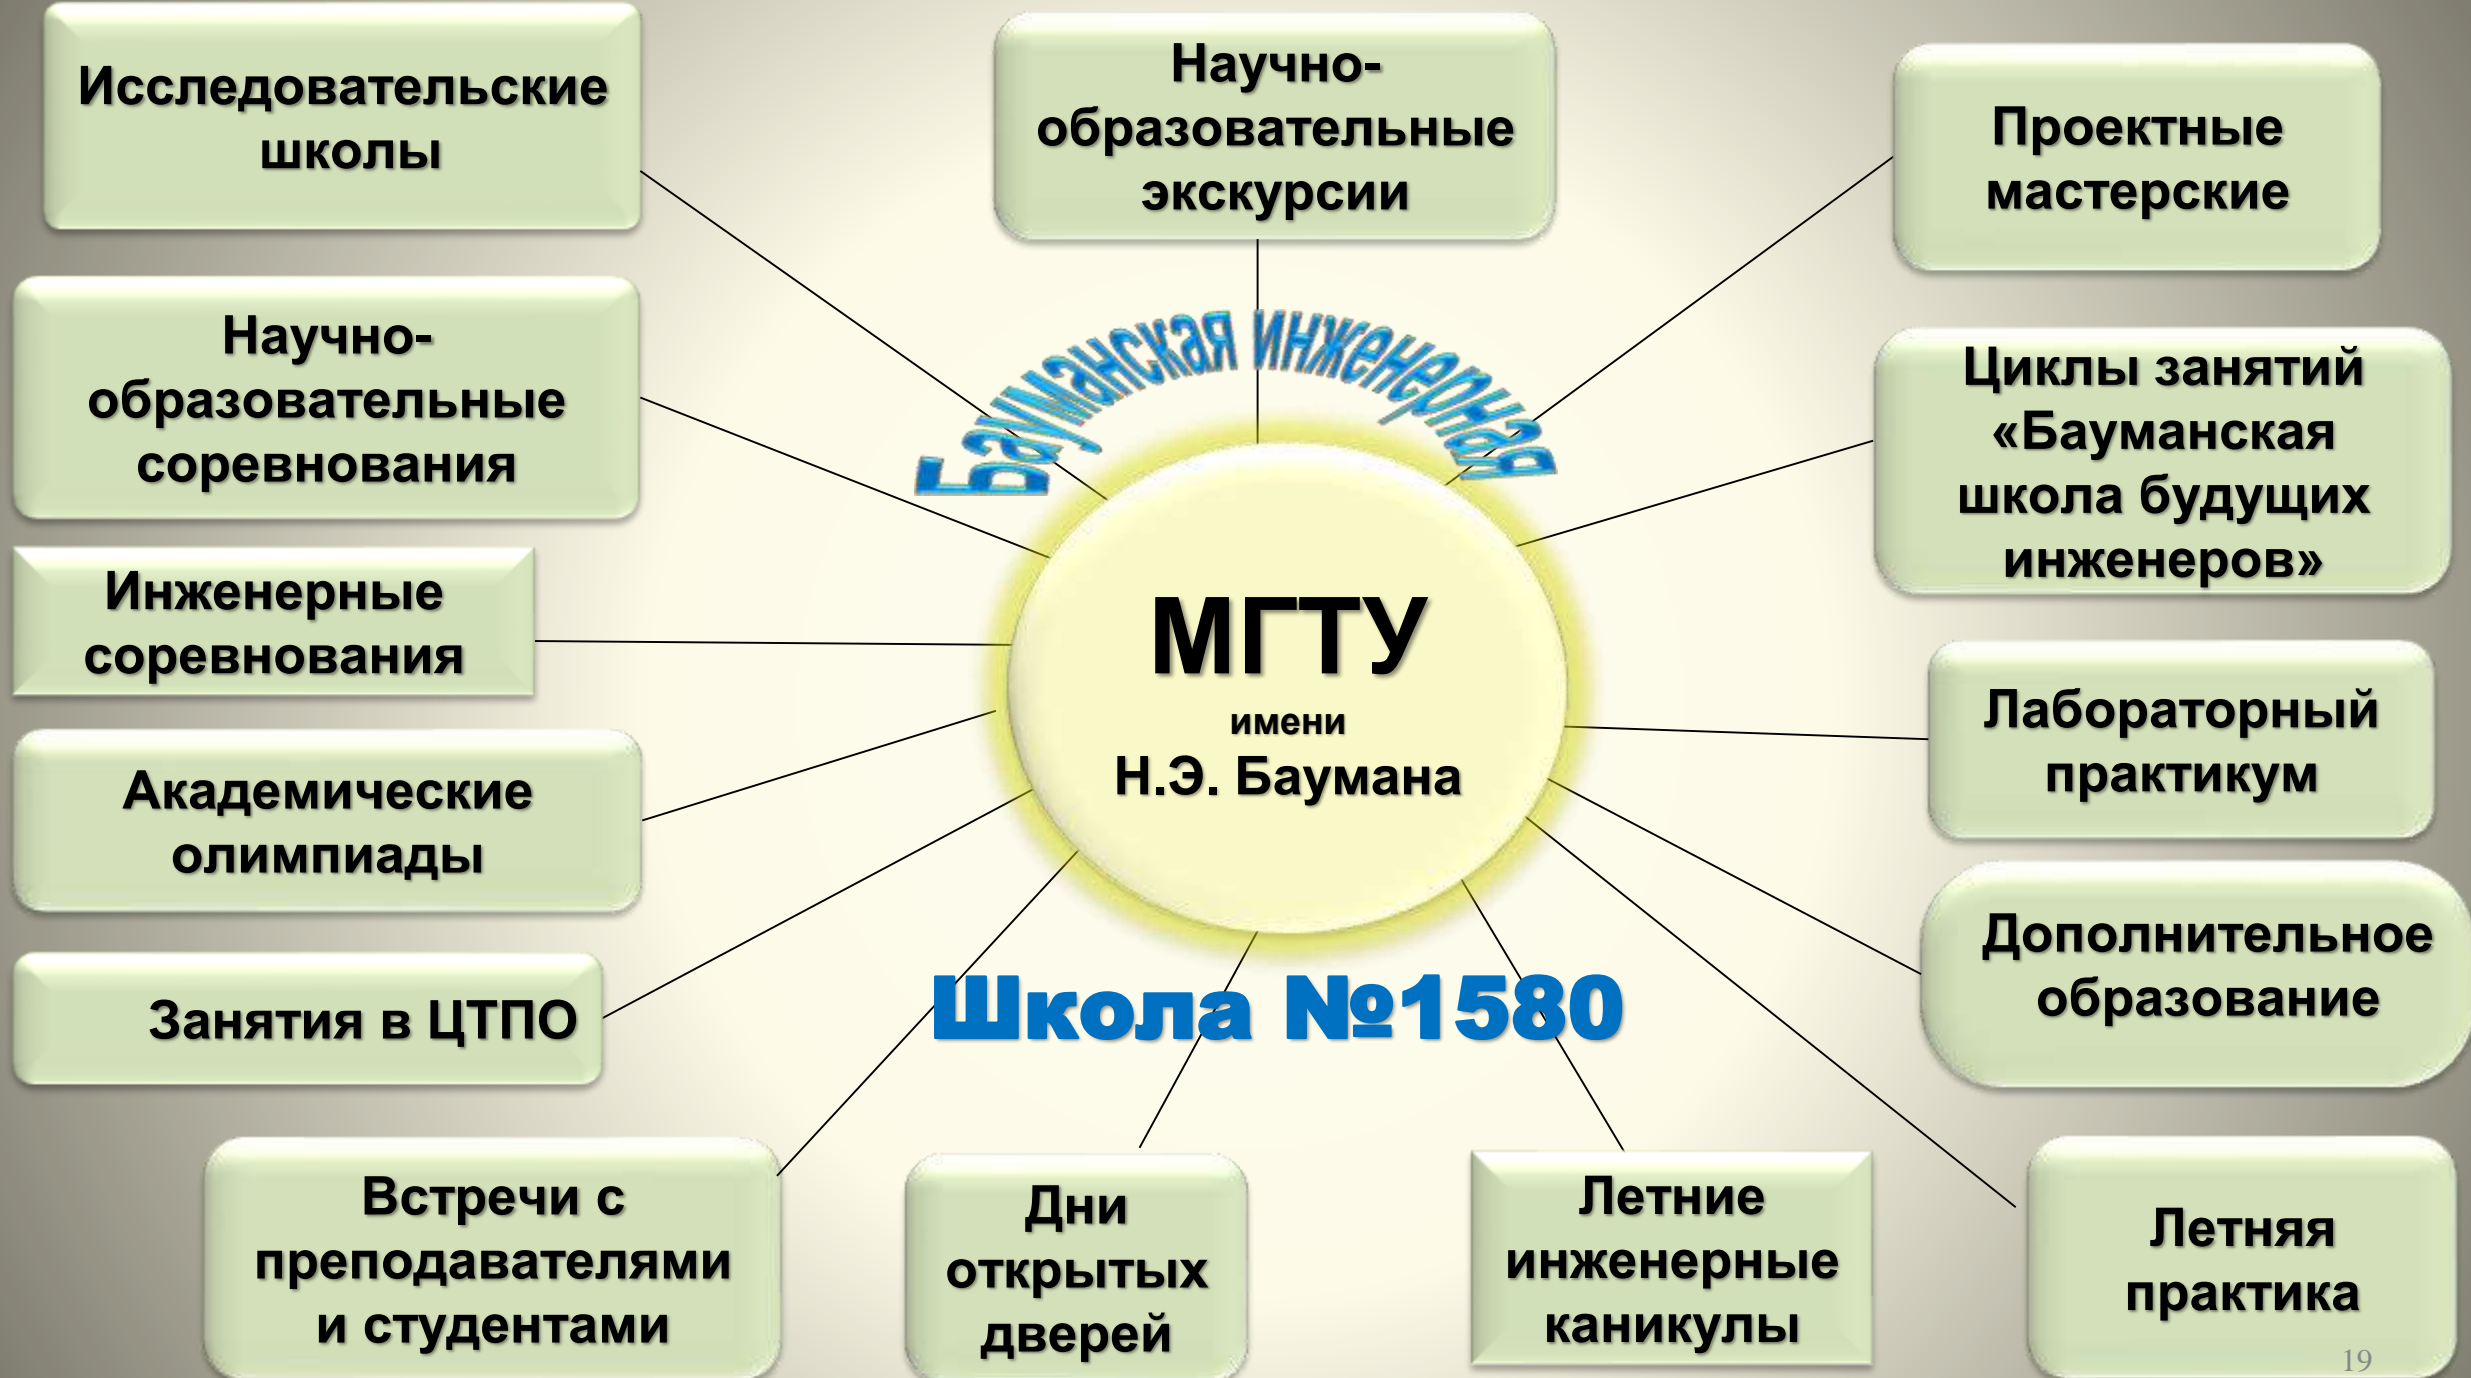 Исследовательские
школы
Научно-
образовательные
экскурсии
Проектные
мастерские
Научно-
образовательные
соревнования
Бауманская инженерная
Циклы занятий
«Бауманская
школа будущих
инженеров»
Инженерные
соревнования
МГТУ
имени
Н.Э. Баумана
Лабораторный
практикум
Академические
олимпиады
Дополнительное
образование
Занятия в ЦТПО
Школа №1580
Встречи с
преподавателями
и студентами
Дни
открытых
дверей
Летние
инженерные
каникулы
Летняя
практика
19